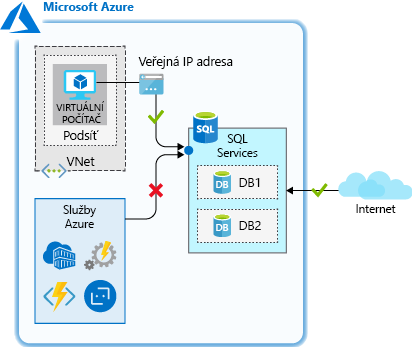 Microsoft Azure
Veřejná IP adresa
VIRTUÁLNÍ
POČÍTAČ
Podsíť
VNet
SQL
SQL
Services
DB
DB1
DB
DB2
Služby
Azure
Internet